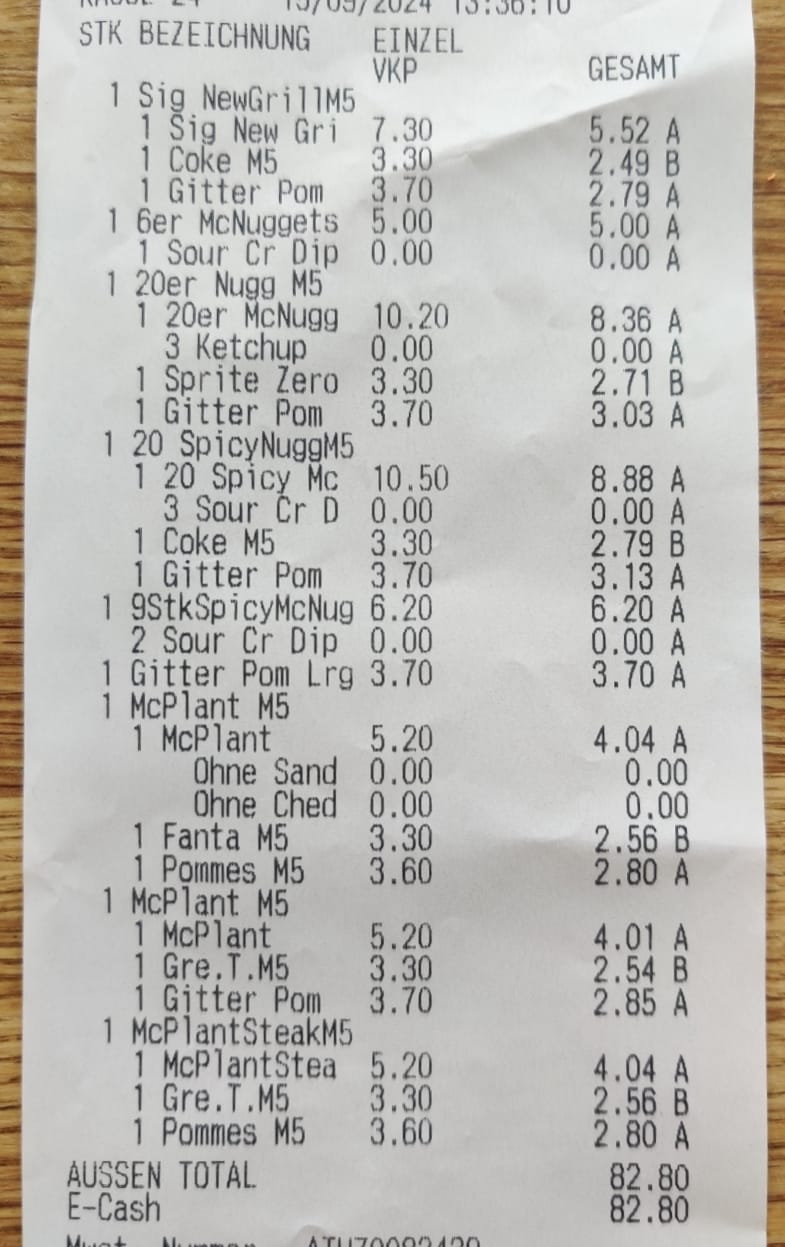 15/09/2024 13:36:10
STK BEZEICHNUNG EINZEL
VKP GESAMT
1 Sig NewGrillM5
1 Sig New Gri 7.30 5.52 A
1 Coke M5 3.30 2.49 B
1 Gitter Pom 3.70 2.79 A
1 6er McNuggets 5.00 5.00 A
1 Sour Cr Dip 0.00 0.00 A
1 20er Nugg M5
1 20er McNugg 10.20 8.36 A
3 Ketchup 0.00 0.00 A
1 Sprite Zero 3.30 2.71 B
1 Gitter Pom 3.70 3.03 A
1 20 SpicyNuggM5
1 20 Spicy Mc 10.50 8.88 A
3 Sour Cr D 0.00 0.00 A
1 Coke M5 3.30 2.79 B
1 Gitter Pom 3.70 3.13 A
1 9StkSpicyMcNug 6.20 6.20 A
2 Sour Cr Dip 0.00 0.00 A
1 Gitter Pom Lrg 3.70 3.70 A
1 McPlant M5
1 McPlant 5.20 4.04 A
Ohne Sand 0.00 0.00
Ohne Ched 0.00 0.00
1 Fanta M5 3.30 2.56 B
1 Pommes M5 3.60 2.80 A
1 McPlant M5
1 McPlant 5.20 4.01 A
1 Gre.T.M5 3.30 2.54 B
1 Gitter Pom 3.70 2.85 A
1 McPlantSteakM5
1 McPlantStea 5.20 4.04 A
1 Gre.T.M5 3.30 2.56 B
1 Pommes M5 3.60 2.80 A
AUSSEN TOTAL 82.80
E-Cash 82.80